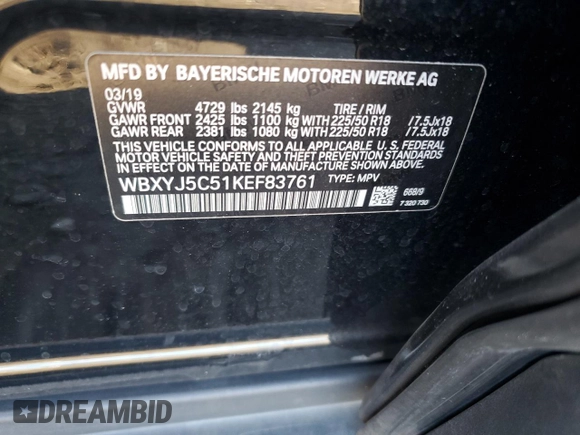 MFD BY BAYERISCHE MOTOREN WERKE AG
03/19
GVWR 4729 lbs 2145 kg TIRE / RIM
GAWR FRONT 2425 lbs 1100 kg WITH 225/50 R18 /7.5Jx18
GAWR REAR 2381 lbs 1080 kg WITH 225/50 R18 /7.5Jx18
THIS VEHICLE CONFORMS TO ALL APPLICABLE U. S. FEDERAL
MOTOR VEHICLE SAFETY, BUMPER, AND THEFT PREVENTION
STANDARDS IN EFFECT ON THE DATE OF MANUFACTURE SHOWN ABOVE.
WBXYJ5C51KEF83761 TYPE: MPV
668/9
7 320 730
DREAMBID